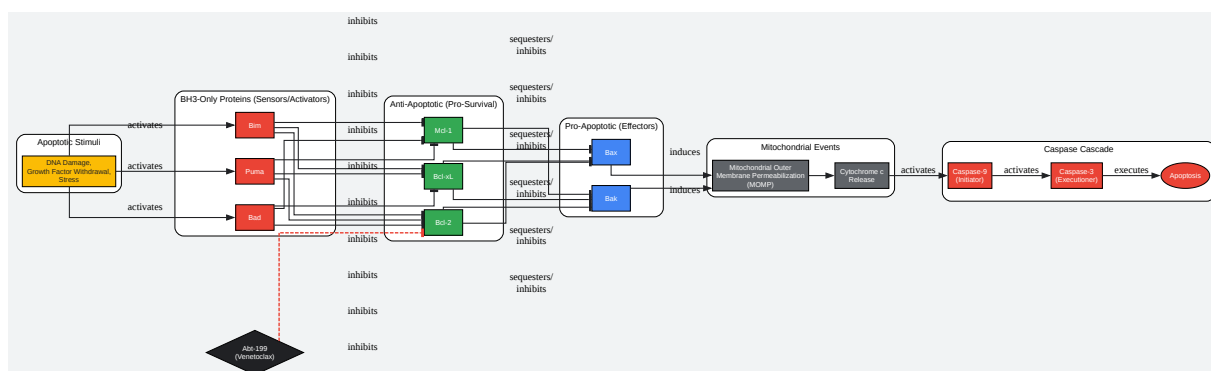 Apoptotic Stimuli
DNA Damage,
Growth Factor Withdrawal,
Stress
activates
activates
activates
BH3-Only Proteins (Sensors/Activators)
Bim
Puma
Bad
Abt-199
(Venetoclax)
inhibits
inhibits
inhibits
inhibits
inhibits
inhibits
inhibits
inhibits
inhibits
inhibits
Anti-Apoptotic (Pro-Survival)
Mcl-1
Bcl-xL
Bcl-2
sequesters/
inhibits
sequesters/
inhibits
sequesters/
inhibits
sequesters/
inhibits
sequesters/
inhibits
sequesters/
inhibits
Pro-Apoptotic (Effectors)
Bax
Bak
induces
induces
Mitochondrial Events
Mitochondrial Outer
Membrane Permeabilization
(MOMP)
Cytochrome c
Release
activates
Caspase Cascade
Caspase-9
(Initiator)
activates
Caspase-3
(Executioner)
executes
Apoptosis